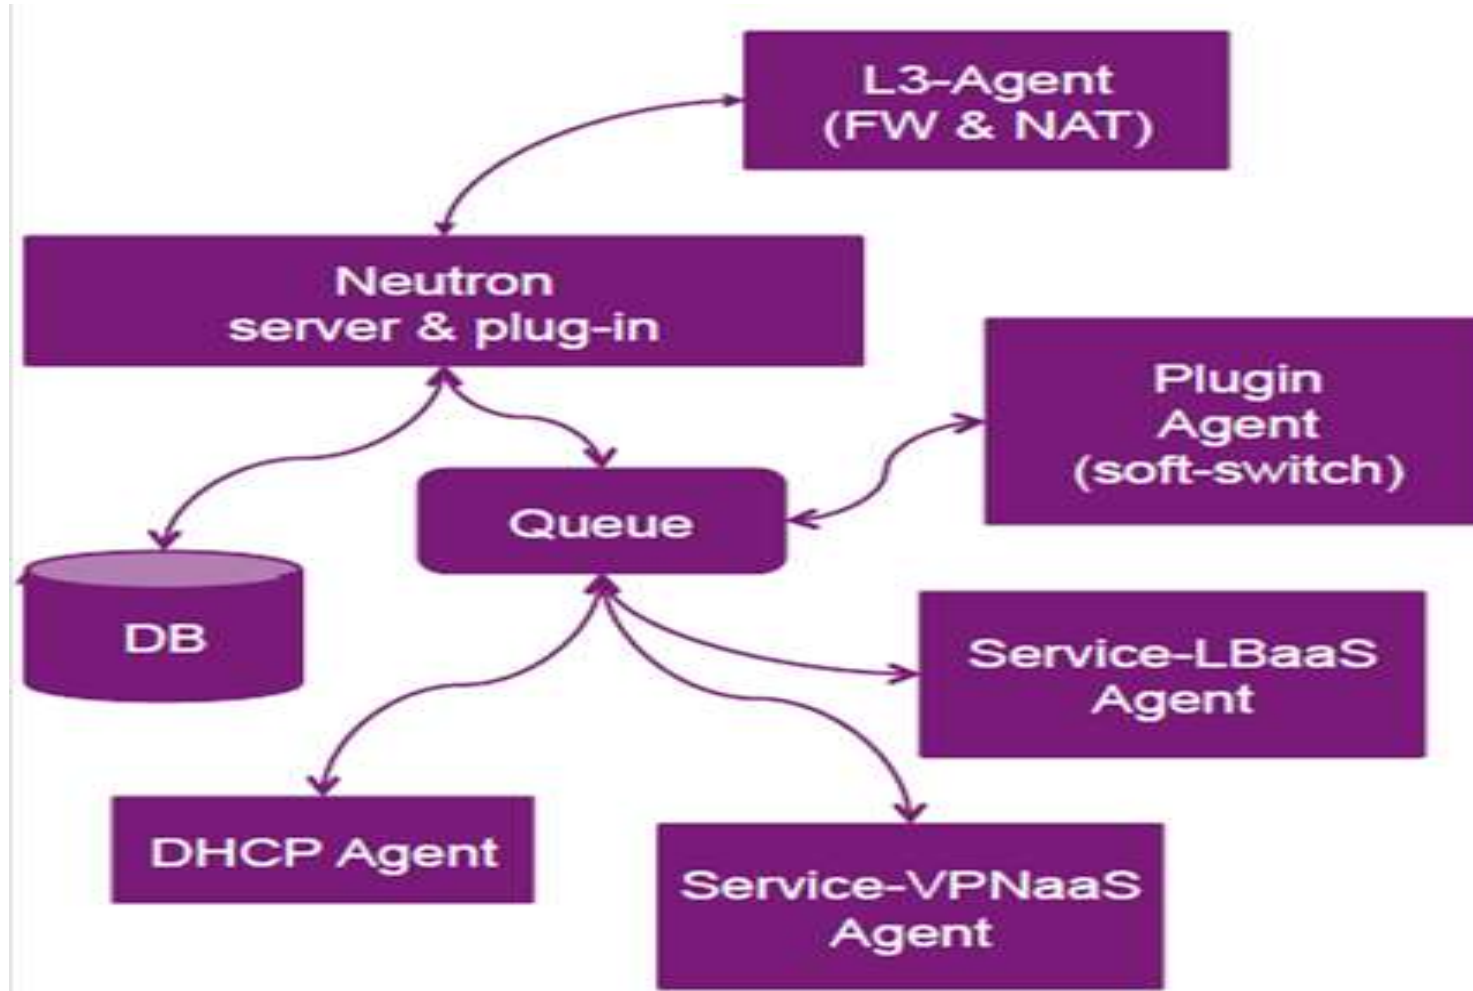 L3-Agent
(FW & NAT)
Neutron
server & plug-in
Plugin
Agent
(soft-switch)
Queue
DB
Service-LBaaS
Agent
DHCP Agent
Service-VPNaaS
Agent